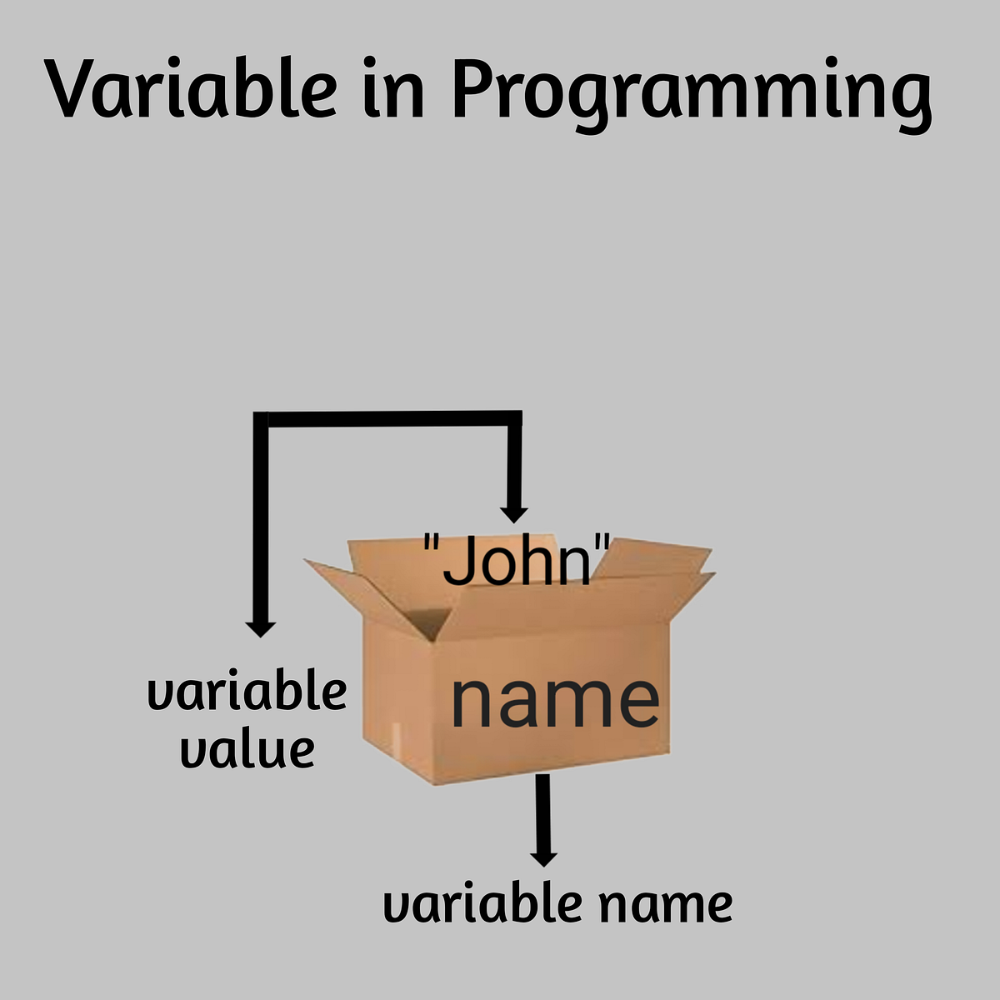 Variable in Programming
"John"
name
variable
value
variable name